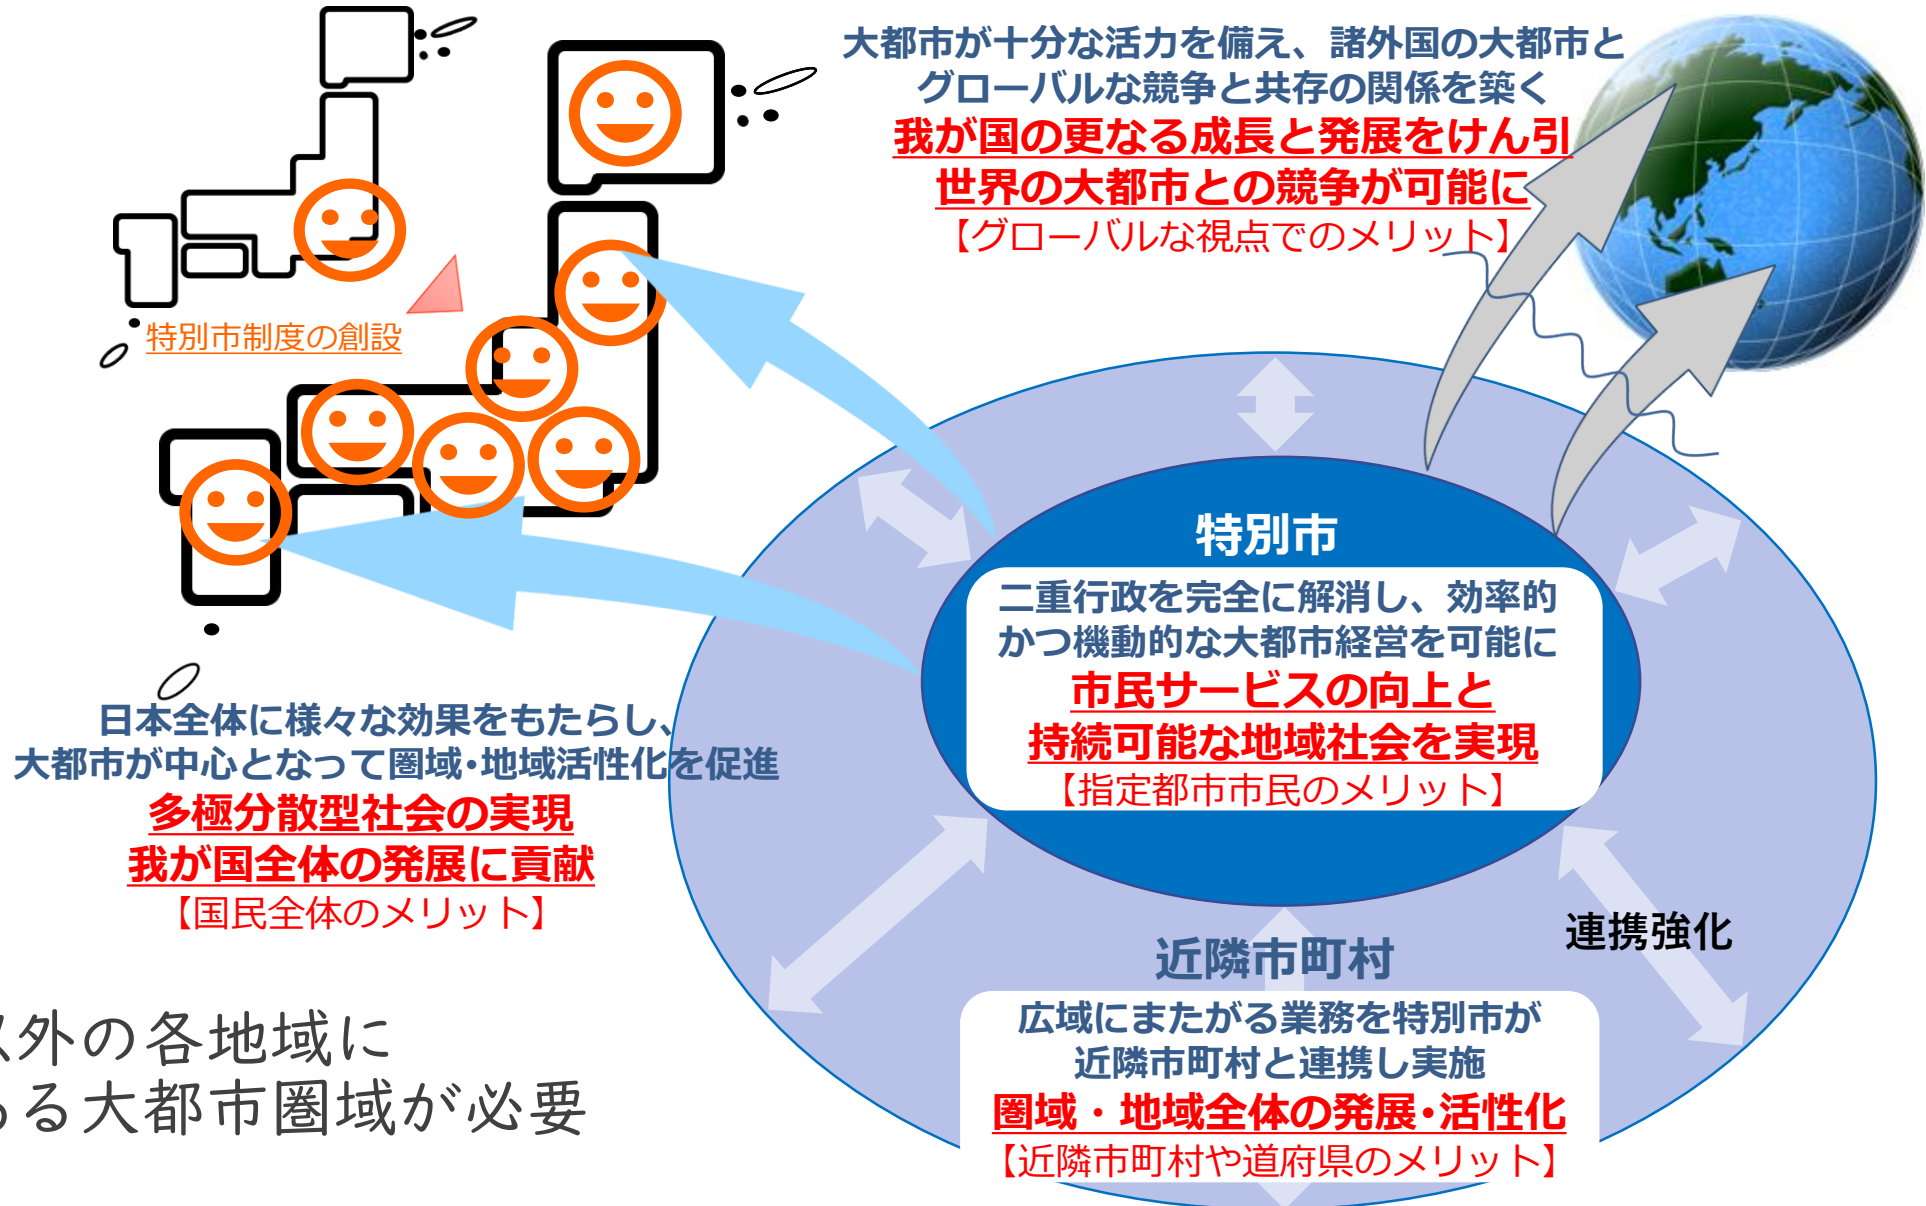 大都市が十分な活力を備え、諸外国の大都市と
グローバルな競争と共存の関係を築く
我が国の更なる成長と発展をけん引
世界の大都市との競争が可能に
【グローバルな視点でのメリット】
特別市制度の創設
特別市
二重行政を完全に解消し、効率的
かつ機動的な大都市経営を可能に
市民サービスの向上と
持続可能な地域社会を実現
【指定都市市民のメリット】
日本全体に様々な効果をもたらし、
大都市が中心となって圏域・地域活性化を促進
多極分散型社会の実現
我が国全体の発展に貢献
【国民全体のメリット】
連携強化
近隣市町村
広域にまたがる業務を特別市が
近隣市町村と連携し実施
圏域・地域全体の発展・活性化
【近隣市町村や道府県のメリット】
以外の各地域に
ある大都市圏域が必要